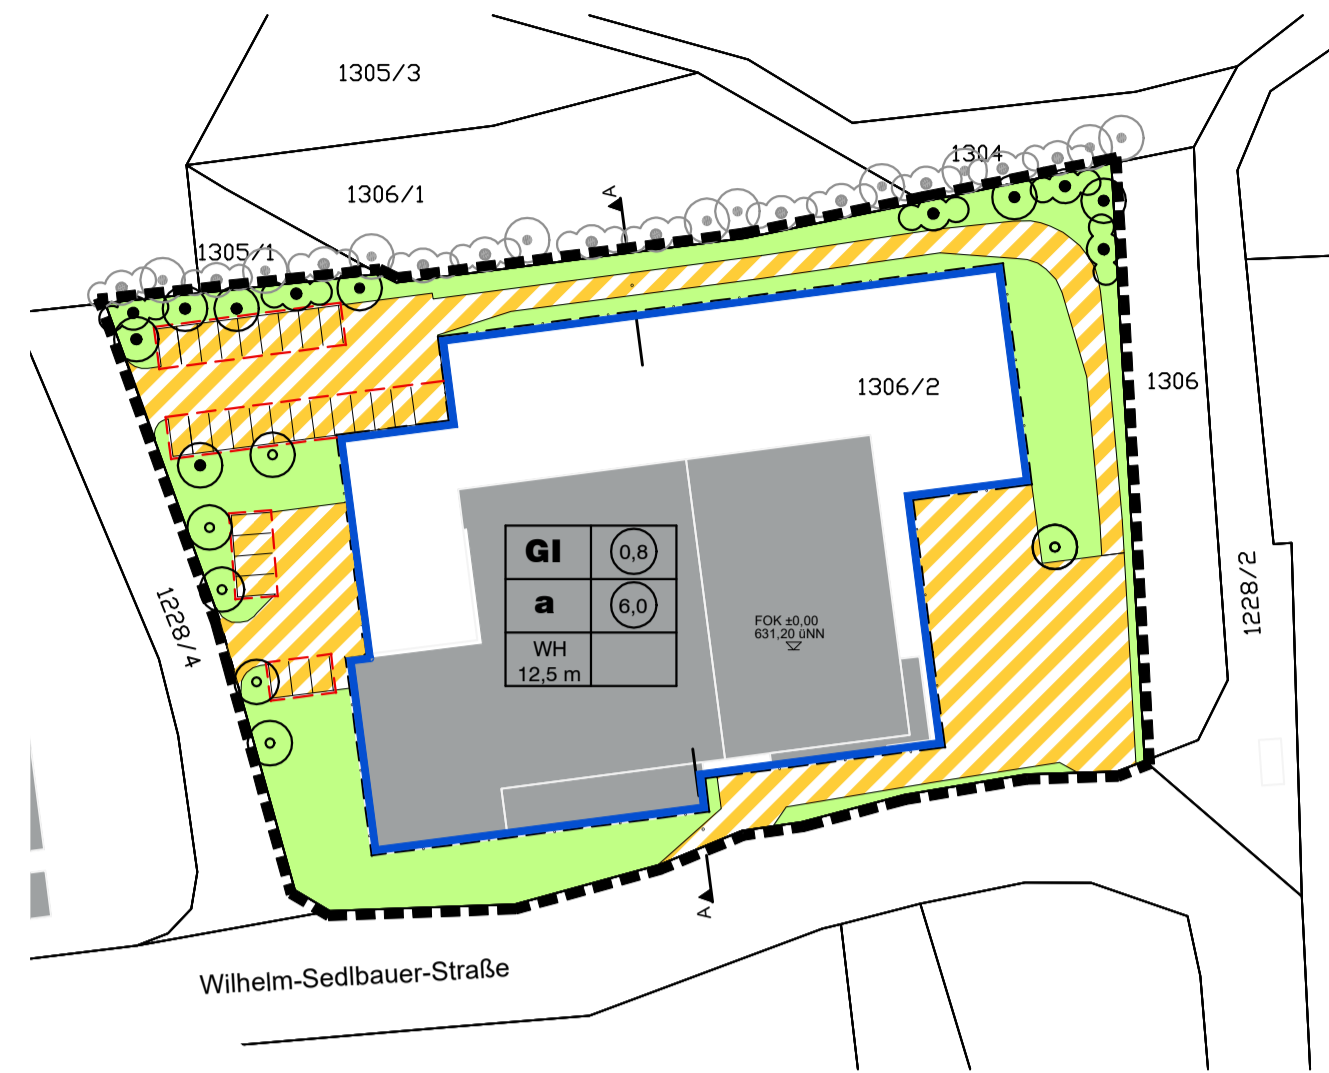 1305/3
1304
1306/1
A
1305/1
1306/2
1306
GI 0,8
a 6,0
WH
12,5 m
FOK ±0,00
631,20 üNN
1228/4
1228/2
A
Wilhelm-Sedlbauer-Straße